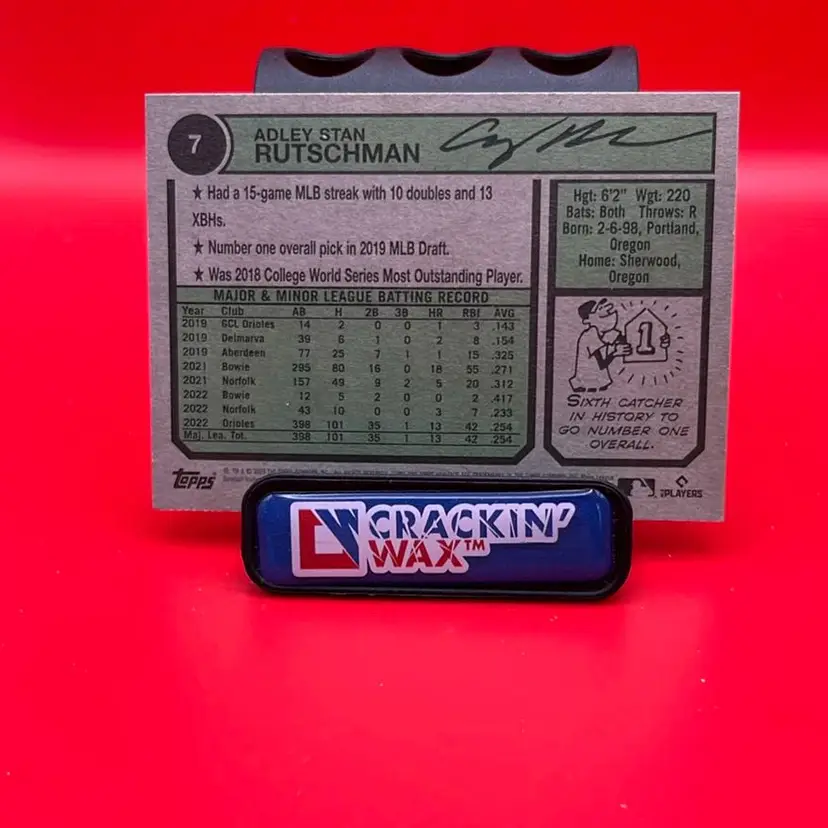 7
ADLEY STAN
RUTSCHMAN
★ Had a 15-game MLB streak with 10 doubles and 13
XBHs.
★ Number one overall pick in 2019 MLB Draft.
★ Was 2018 College World Series Most Outstanding Player.
MAJOR & MINOR LEAGUE BATTING RECORD
Year Club AB H 2B 3B HR RBI AVG
2019 GCL Orioles 14 2 0 0 1 3 .143
2019 Delmarva 39 6 1 0 2 8 .154
2019 Aberdeen 77 25 7 1 1 15 .325
2021 Bowie 295 80 16 0 18 55 .271
2021 Norfolk 157 49 9 2 5 20 .312
2022 Bowie 12 5 2 0 0 2 .417
2022 Norfolk 43 10 0 0 3 7 .233
2022 Orioles 398 101 35 1 13 42 .254
Maj. Lea. Tot. 398 101 35 1 13 42 .254
Hgt: 6'2" Wgt: 220
Bats: Both Throws: R
Born: 2-6-98, Portland,
Oregon
Home: Sherwood,
Oregon
1
SIXTH CATCHER
IN HISTORY TO
GO NUMBER ONE
OVERALL.
Topps
PLAYERS
CW CRACKIN'
WAX™